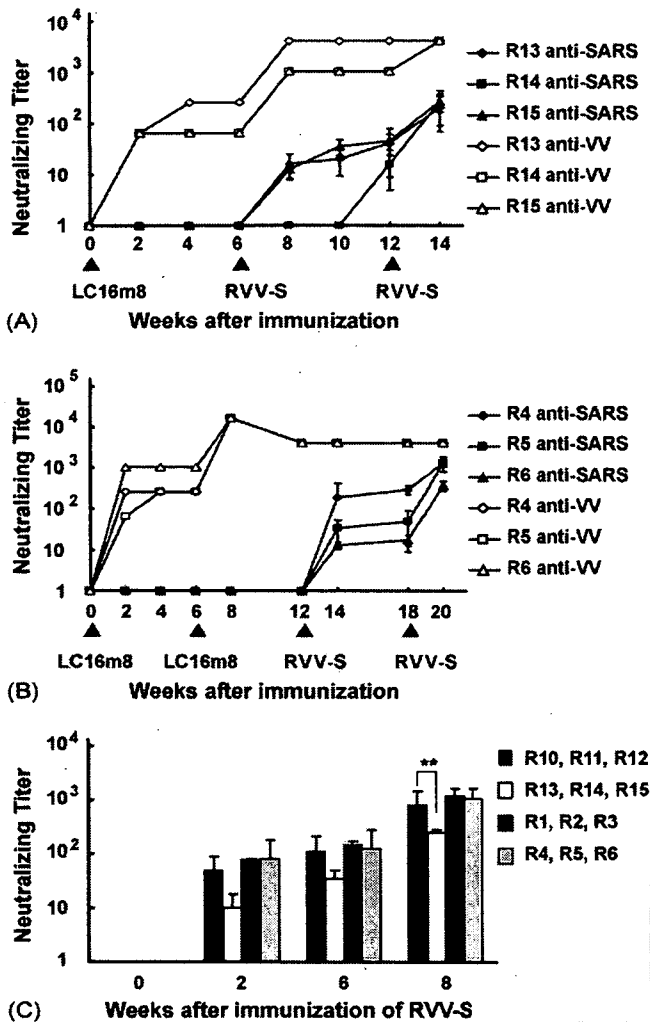 10⁴
10³
10²
10
1
Neutralizing Titer
0 2 4 6 8 10 12 14
LC16m8 RVV-S RVV-S
(A) Weeks after immunization
R13 anti-SARS
R14 anti-SARS
R15 anti-SARS
R13 anti-VV
R14 anti-VV
R15 anti-VV
10⁵
10⁴
10³
10²
10
1
Neutralizing Titer
0 2 4 6 8 12 14 18 20
LC16m8 LC16m8 RVV-S RVV-S
(B) Weeks after immunization
R4 anti-SARS
R5 anti-SARS
R6 anti-SARS
R4 anti-VV
R5 anti-VV
R6 anti-VV
10⁴
10³
10²
10
1
Neutralizing Titer
**
0 2 6 8
(C) Weeks after immunization of RVV-S
R10, R11, R12
R13, R14, R15
R1, R2, R3
R4, R5, R6